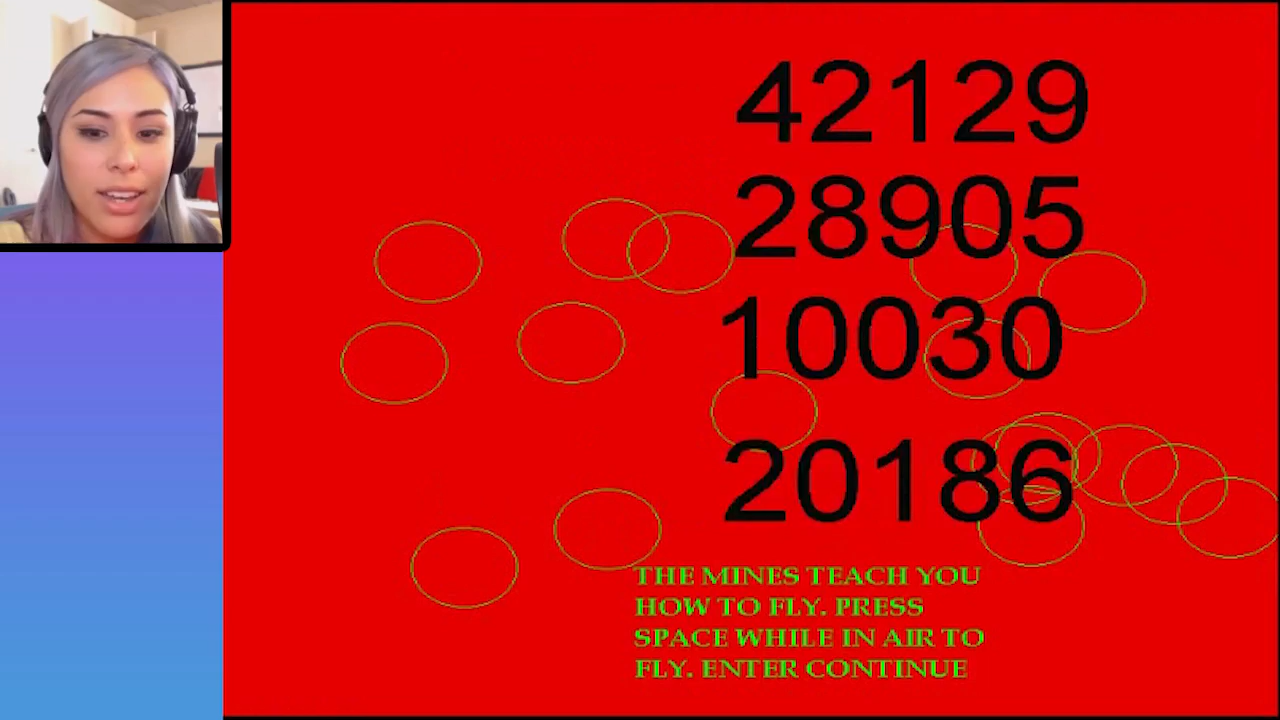 42129
28905
10030
20186
THE MINES TEACH YOU
HOW TO FLY. PRESS
SPACE WHILE IN AIR TO
FLY. ENTER CONTINUE